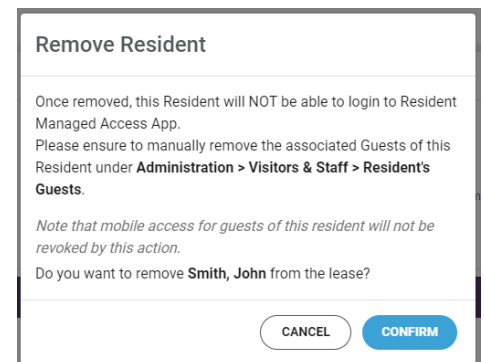 Remove Resident
Once removed, this Resident will NOT be able to login to Resident
Managed Access App.
Please ensure to manually remove the associated Guests of this
Resident under Administration > Visitors & Staff > Resident's
Guests.
Note that mobile access for guests of this resident will not be
revoked by this action.
Do you want to remove Smith, John from the lease?
CANCEL CONFIRM